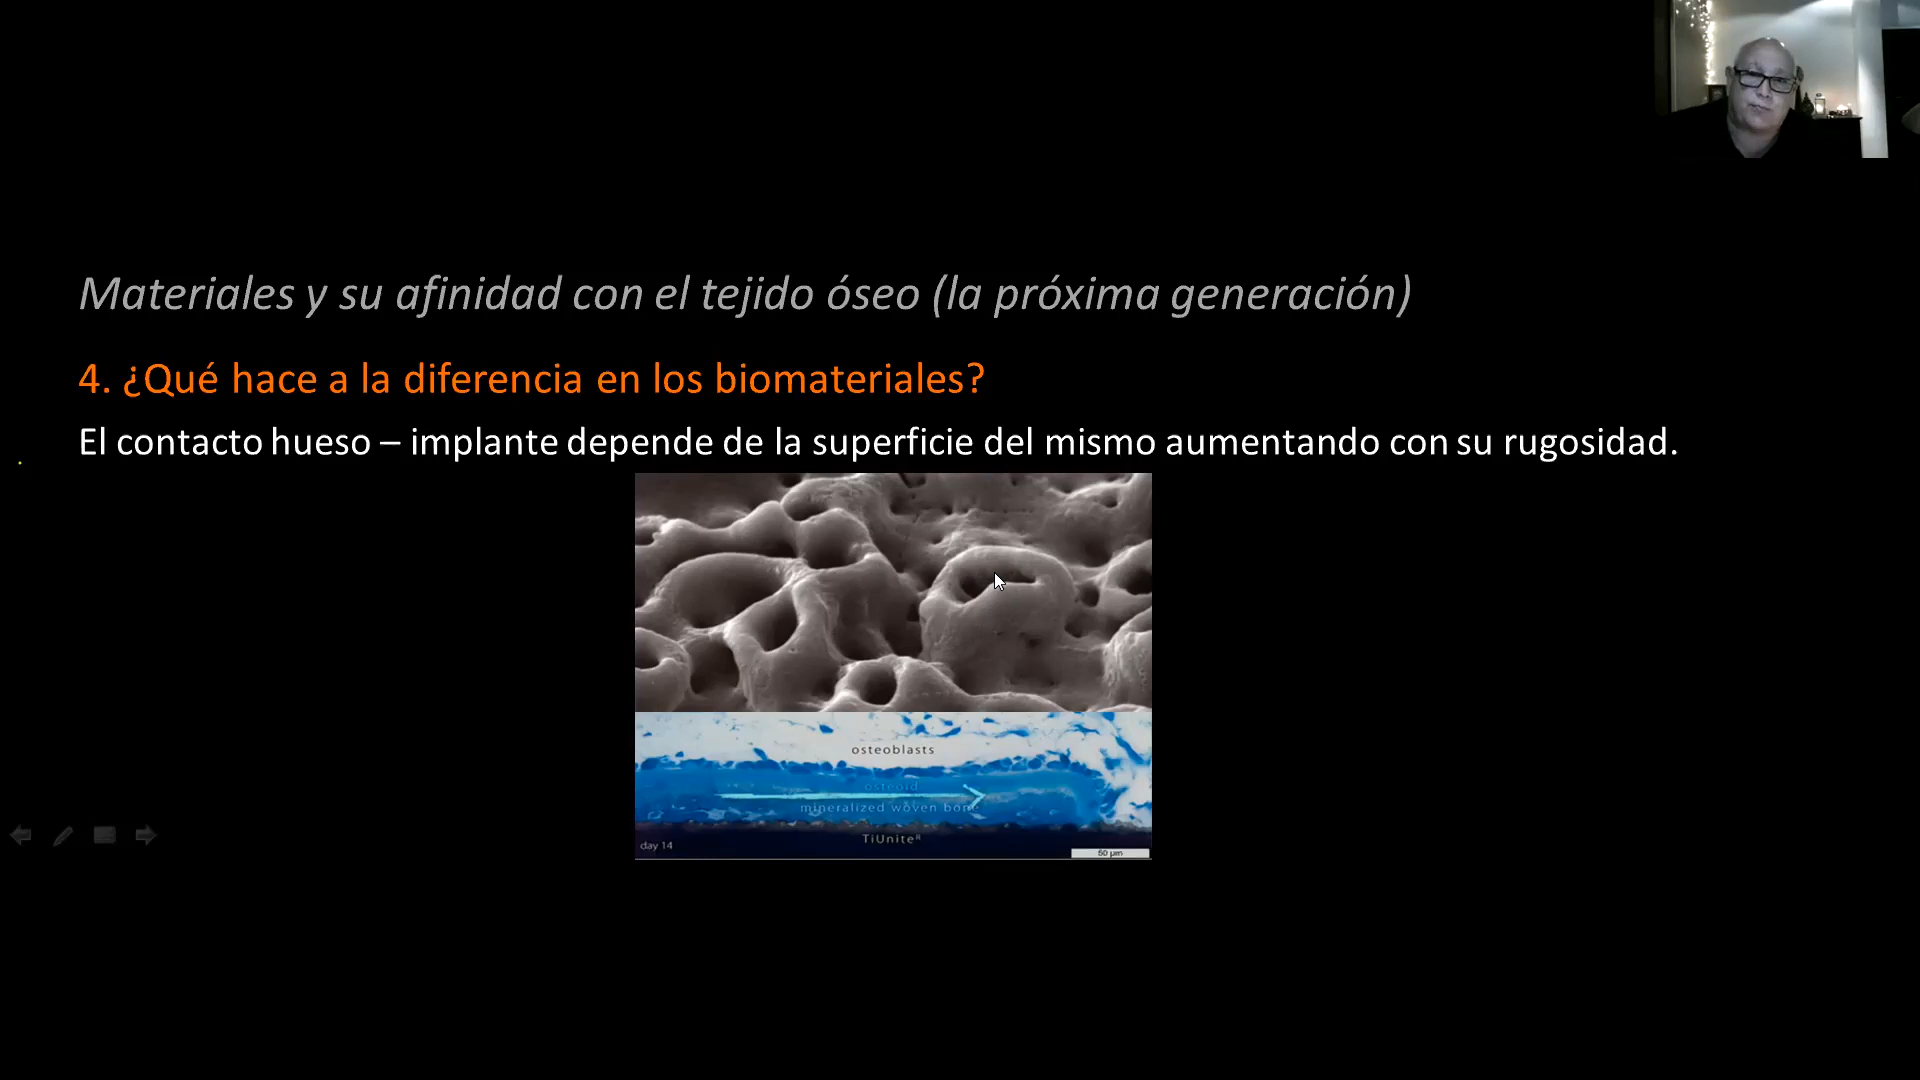 Materiales y su afinidad con el tejido óseo (la próxima generación)
4. ¿Qué hace a la diferencia en los biomateriales?
El contacto hueso – implante depende de la superficie del mismo aumentando con su rugosidad.
osteoblasts
osteoid
mineralized woven bone
TiUnite®
day 14
50 µm